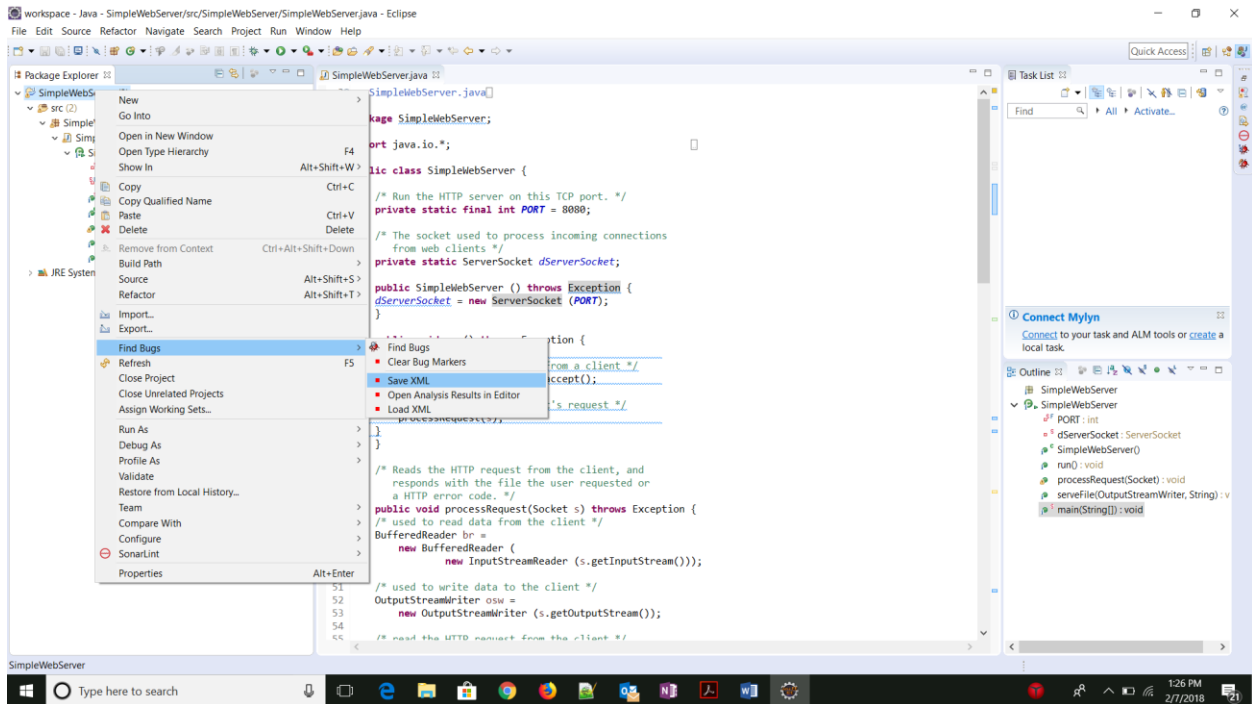 workspace - Java - SimpleWebServer/src/SimpleWebServer/SimpleWebServer.java - Eclipse
File Edit Source Refactor Navigate Search Project Run Window Help
Quick Access
Package Explorer
SimpleWebS
src (2)
Simple
Simp
S
JRE System
New
Go Into
Open in New Window
Open Type Hierarchy F4
Show In Alt+Shift+W >
Copy Ctrl+C
Copy Qualified Name
Paste Ctrl+V
Delete Delete
Remove from Context Ctrl+Alt+Shift+Down
Build Path
Source Alt+Shift+S >
Refactor Alt+Shift+T >
Import...
Export...
Find Bugs
Refresh F5
Close Project
Close Unrelated Projects
Assign Working Sets...
Run As
Debug As
Profile As
Validate
Restore from Local History...
Team
Compare With
Configure
SonarLint
Properties Alt+Enter
Find Bugs
Clear Bug Markers
Save XML
Open Analysis Results in Editor
Load XML
SimpleWebServer.java
SimpleWebServer.java
kage SimpleWebServer;
ort java.io.*;
lic class SimpleWebServer {
/* Run the HTTP server on this TCP port. */
private static final int PORT = 8080;
/* The socket used to process incoming connections
from web clients */
private static ServerSocket dServerSocket;
public SimpleWebServer () throws Exception {
dServerSocket = new ServerSocket (PORT);
}
tion {
from a client */
accept();
's request */
processRequest(s);
}
}
/* Reads the HTTP request from the client, and
responds with the file the user requested or
a HTTP error code. */
public void processRequest(Socket s) throws Exception {
/* used to read data from the client */
BufferedReader br =
new BufferedReader (
new InputStreamReader (s.getInputStream()));
51 /* used to write data to the client */
52 OutputStreamWriter osw =
53 new OutputStreamWriter (s.getOutputStream());
54
55 /* read the HTTP request from the client */
Task List
Find All Activate...
Connect Mylyn
Connect to your task and ALM tools or create a
local task.
Outline
SimpleWebServer
SimpleWebServer
PORT : int
dServerSocket : ServerSocket
SimpleWebServer()
run() : void
processRequest(Socket) : void
serveFile(OutputStreamWriter, String) : v
main(String[]) : void
SimpleWebServer
Type here to search
1:26 PM
2/7/2018
21